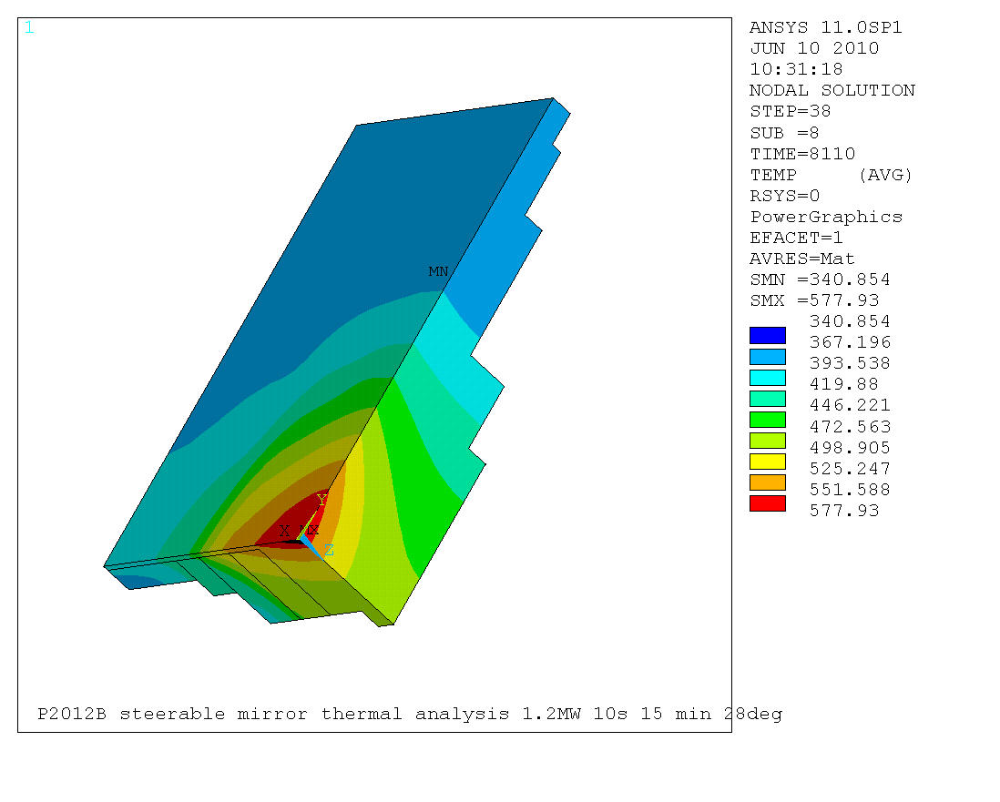 1
ANSYS 11.0SP1
JUN 10 2010
10:31:18
NODAL SOLUTION
STEP=38
SUB =8
TIME=8110
TEMP (AVG)
RSYS=0
PowerGraphics
EFACET=1
AVRES=Mat
SMN =340.854
SMX =577.93
340.854
367.196
393.538
419.88
446.221
472.563
498.905
525.247
551.588
577.93
MN
Y
X MX
Z
P2012B steerable mirror thermal analysis 1.2MW 10s 15 min 28deg